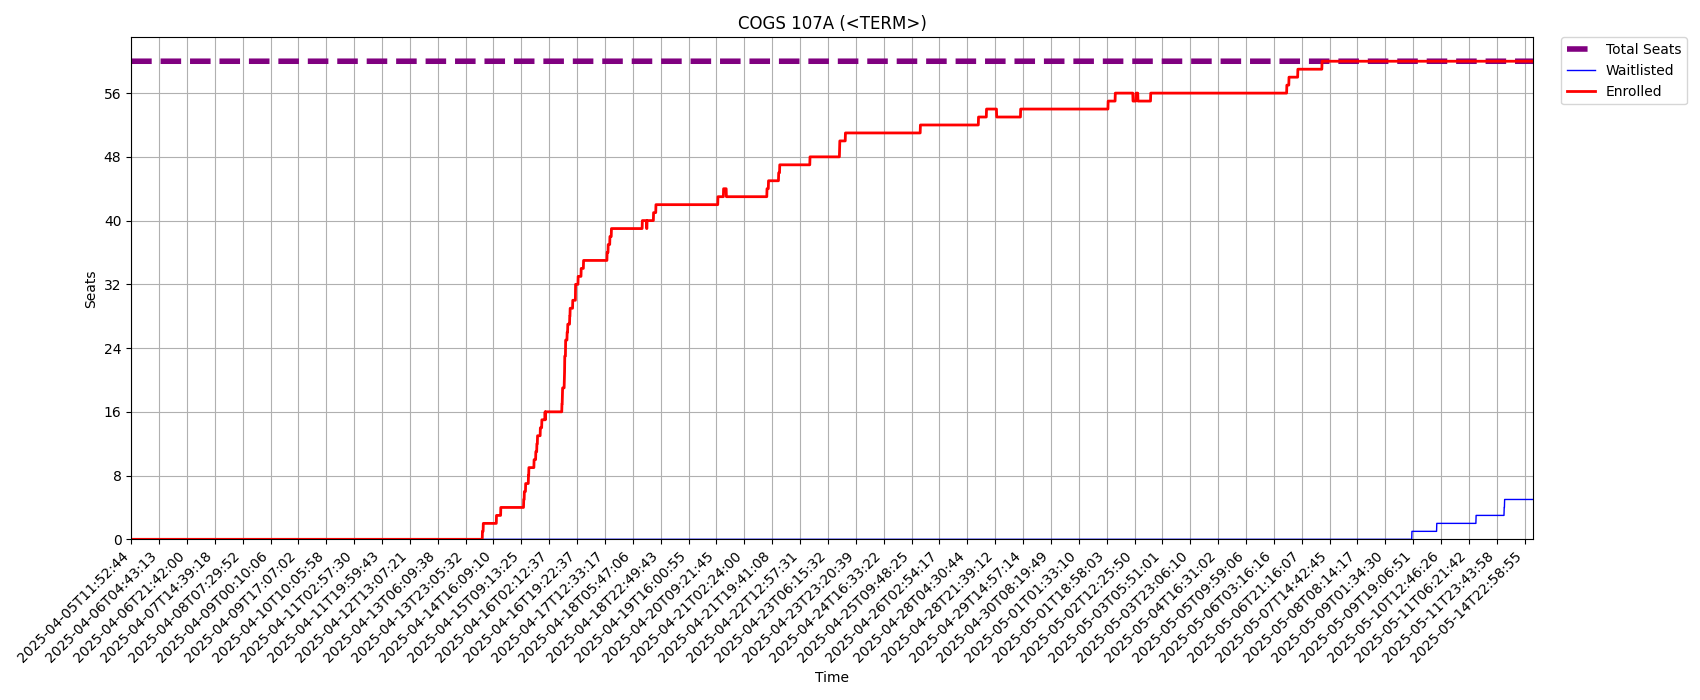 COGS 107A (<TERM>)
Total Seats
Waitlisted
Enrolled
Seats
56
48
40
32
24
16
8
0
2025-04-05T11:52:44
2025-04-06T04:43:13
2025-04-06T21:42:00
2025-04-07T14:39:18
2025-04-08T07:29:52
2025-04-09T00:10:06
2025-04-09T17:07:02
2025-04-10T10:05:58
2025-04-11T02:57:30
2025-04-11T19:59:43
2025-04-12T13:07:21
2025-04-13T06:09:38
2025-04-13T23:05:32
2025-04-14T16:09:10
2025-04-15T09:13:25
2025-04-16T02:12:37
2025-04-16T19:22:37
2025-04-17T12:33:17
2025-04-18T05:47:06
2025-04-18T22:49:43
2025-04-19T16:00:55
2025-04-20T09:21:45
2025-04-21T02:24:00
2025-04-21T19:41:08
2025-04-22T12:57:31
2025-04-23T06:15:32
2025-04-23T23:20:39
2025-04-24T16:33:22
2025-04-25T09:48:25
2025-04-26T02:54:17
2025-04-28T04:30:44
2025-04-28T21:39:12
2025-04-29T14:57:14
2025-04-30T08:19:49
2025-05-01T01:33:10
2025-05-01T18:58:03
2025-05-02T12:25:50
2025-05-03T05:51:01
2025-05-03T23:06:10
2025-05-04T16:31:02
2025-05-05T09:59:06
2025-05-06T03:16:16
2025-05-06T21:16:07
2025-05-07T14:42:45
2025-05-08T08:14:17
2025-05-09T01:34:30
2025-05-09T19:06:51
2025-05-10T12:46:26
2025-05-11T06:21:42
2025-05-11T23:43:58
2025-05-14T22:58:55
Time